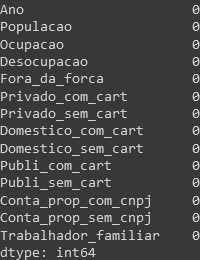 Ano 0
Populacao 0
Ocupacao 0
Desocupacao 0
Fora_da_forca 0
Privado_com_cart 0
Privado_sem_cart 0
Domestico_com_cart 0
Domestico_sem_cart 0
Publi_com_cart 0
Publi_sem_cart 0
Conta_prop_com_cnpj 0
Conta_prop_sem_cnpj 0
Trabalhador_familiar 0
dtype: int64